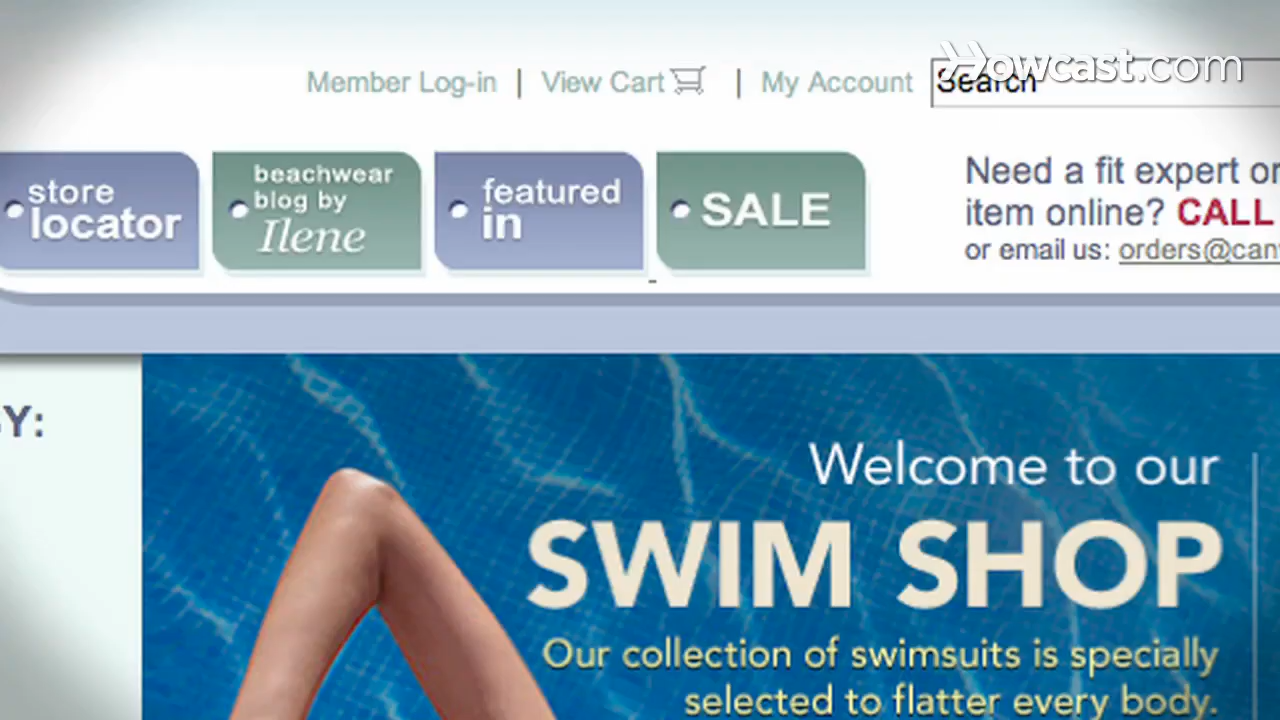 Howcast.com
Member Log-in | View Cart | My Account
Search
store
locator
beachwear
blog by
Ilene
featured
in
SALE
Need a fit expert or
item online? CALL
or email us: orders@can
Y:
Welcome to our
SWIM SHOP
Our collection of swimsuits is specially
selected to flatter every body.